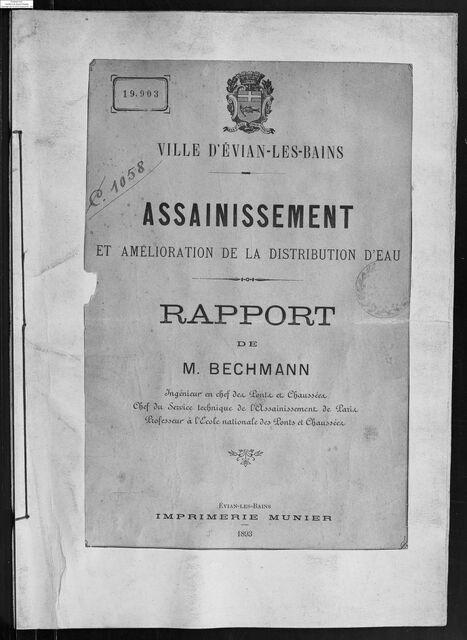 19.903
VILLE D'ÉVIAN-LES-BAINS
C. 1058
ASSAINISSEMENT
ET AMÉLIORATION DE LA DISTRIBUTION D'EAU
RAPPORT
DE
M. BECHMANN
Ingénieur en chef des Ponts et Chaussées
Chef du Service technique de l'Assainissement de Paris
Professeur à l'École nationale des Ponts et Chaussées
ÉVIAN-LES-BAINS
IMPRIMERIE MUNIER
1893